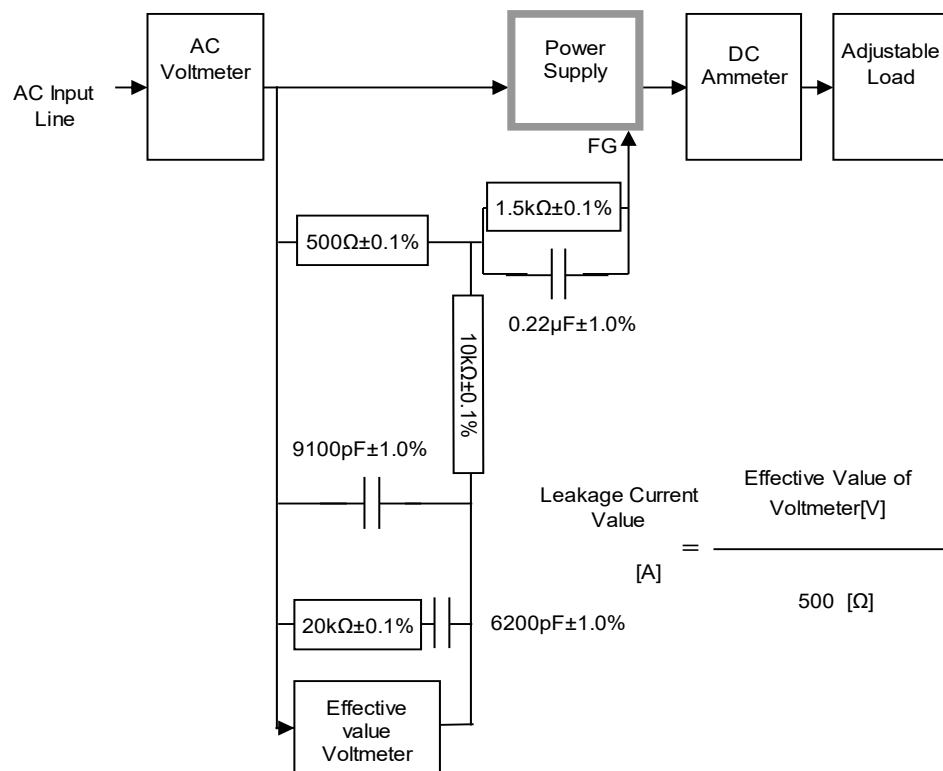 AC
Voltmeter
Power
Supply
DC
Ammeter
Adjustable
Load
AC Input
Line
FG
1.5kΩ±0.1%
500Ω±0.1%
0.22µF±1.0%
10kΩ±0.1%
9100pF±1.0%
Leakage Current
Value
[A]
=
Effective Value of
Voltmeter[V]
500 [Ω]
20kΩ±0.1%
6200pF±1.0%
Effective
value
Voltmeter